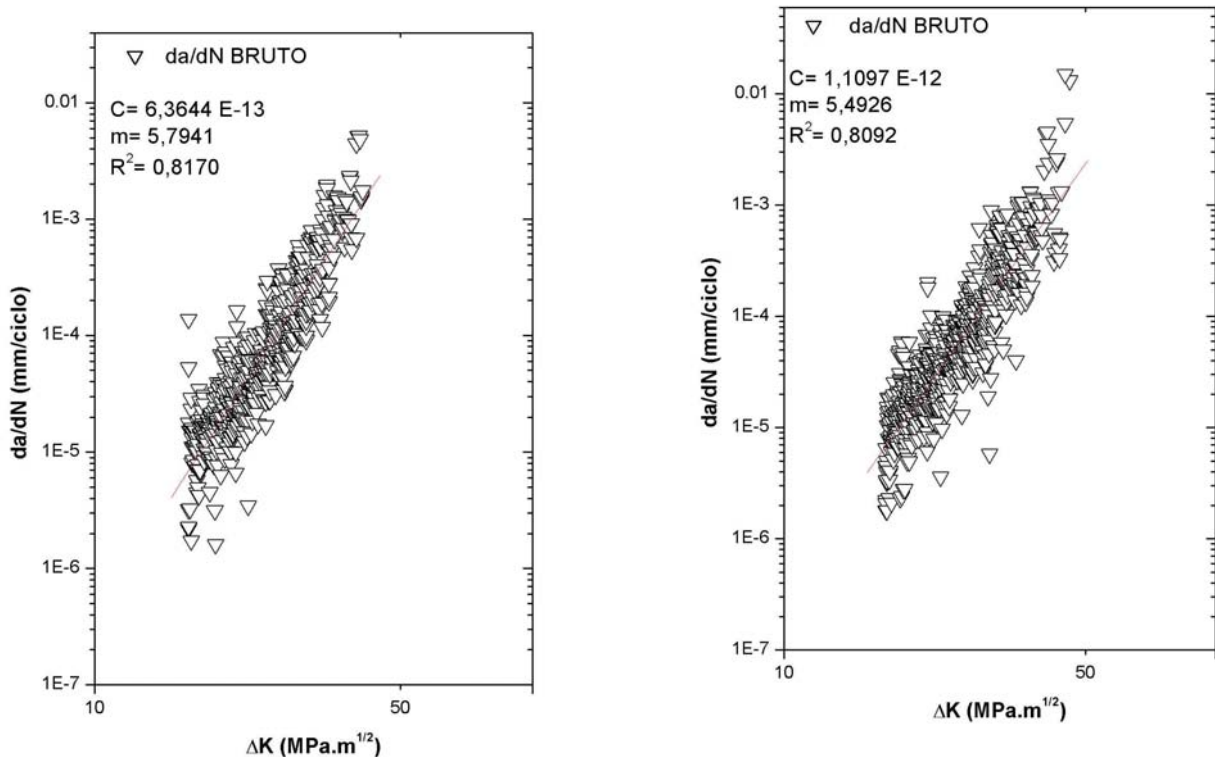 da/dN BRUTO
C= 6,3644 E-13
m= 5,7941
R²= 0,8170
0.01
1E-3
1E-4
1E-5
1E-6
1E-7
da/dN (mm/ciclo)
10
50
ΔK (MPa.m^1/2)
da/dN BRUTO
C= 1,1097 E-12
m= 5,4926
R²= 0,8092
0.01
1E-3
1E-4
1E-5
1E-6
1E-7
da/dN (mm/ciclo)
10
50
ΔK (MPa.m^1/2)